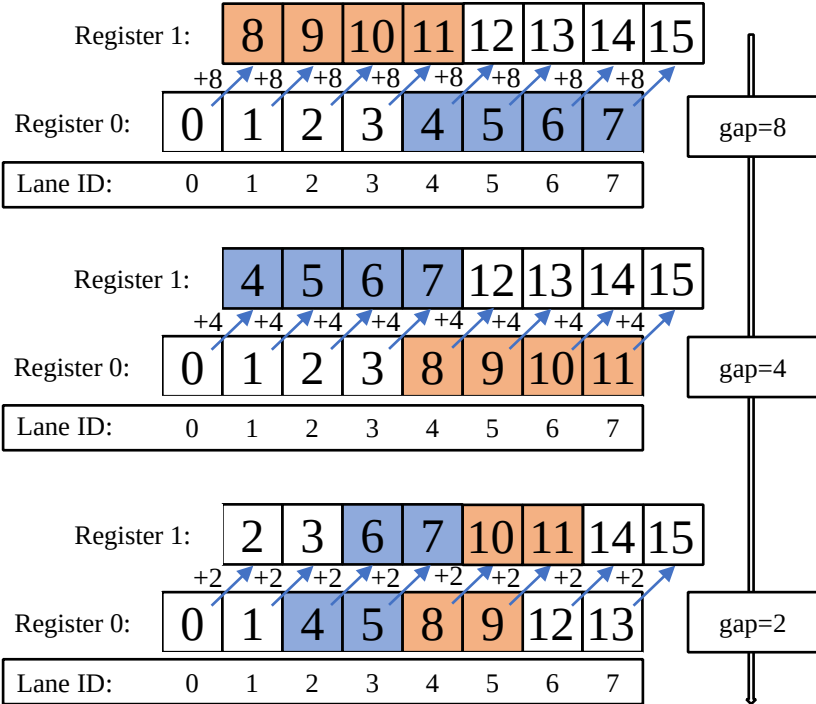 Register 1: 8 9 10 11 12 13 14 15
+8 +8 +8 +8 +8 +8 +8 +8
Register 0: 0 1 2 3 4 5 6 7
gap=8
Lane ID: 0 1 2 3 4 5 6 7
Register 1: 4 5 6 7 12 13 14 15
+4 +4 +4 +4 +4 +4 +4 +4
Register 0: 0 1 2 3 8 9 10 11
gap=4
Lane ID: 0 1 2 3 4 5 6 7
Register 1: 2 3 6 7 10 11 14 15
+2 +2 +2 +2 +2 +2 +2 +2
Register 0: 0 1 4 5 8 9 12 13
gap=2
Lane ID: 0 1 2 3 4 5 6 7